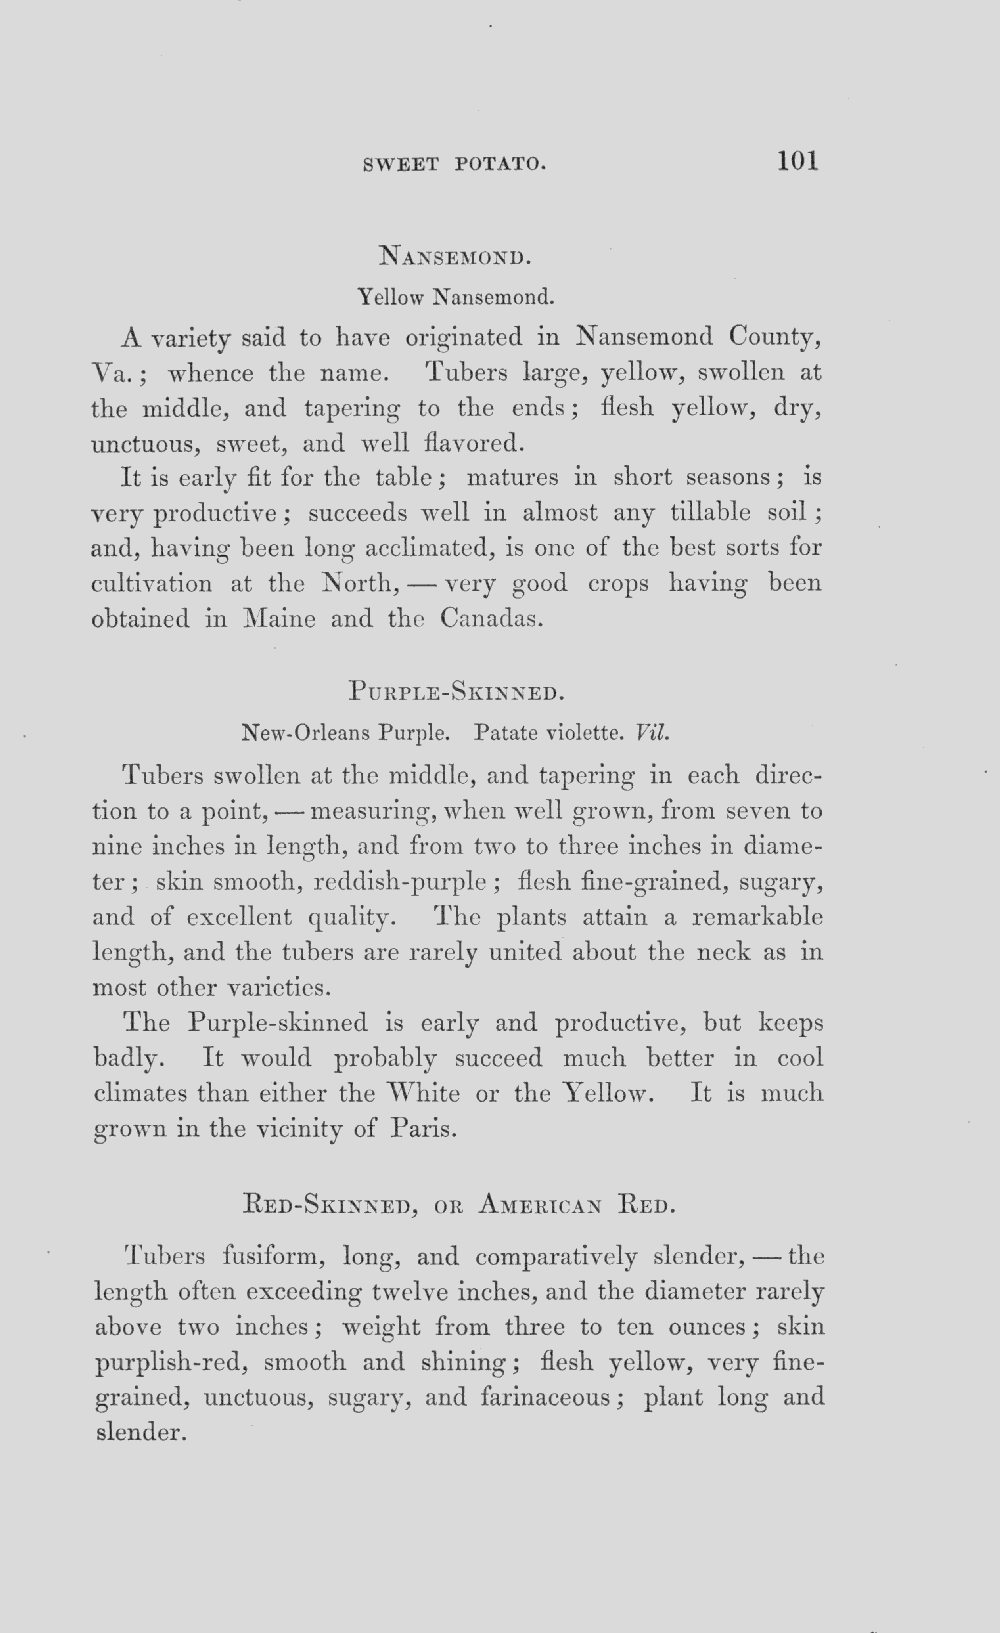 SWEET POTATO. 101
NANSEMOND.
Yellow Nansemond.
A variety said to have originated in Nansemond County,
Va.; whence the name. Tubers large, yellow, swollen at
the middle, and tapering to the ends; flesh yellow, dry,
unctuous, sweet, and well flavored.
It is early fit for the table; matures in short seasons; is
very productive; succeeds well in almost any tillable soil;
and, having been long acclimated, is one of the best sorts for
cultivation at the North, — very good crops having been
obtained in Maine and the Canadas.
PURPLE-SKINNED.
New-Orleans Purple. Patate violette. Vil.
Tubers swollen at the middle, and tapering in each direc-
tion to a point, — measuring, when well grown, from seven to
nine inches in length, and from two to three inches in diame-
ter; skin smooth, reddish-purple; flesh fine-grained, sugary,
and of excellent quality. The plants attain a remarkable
length, and the tubers are rarely united about the neck as in
most other varieties.
The Purple-skinned is early and productive, but keeps
badly. It would probably succeed much better in cool
climates than either the White or the Yellow. It is much
grown in the vicinity of Paris.
RED-SKINNED, OR AMERICAN RED.
Tubers fusiform, long, and comparatively slender, — the
length often exceeding twelve inches, and the diameter rarely
above two inches; weight from three to ten ounces; skin
purplish-red, smooth and shining; flesh yellow, very fine-
grained, unctuous, sugary, and farinaceous; plant long and
slender.